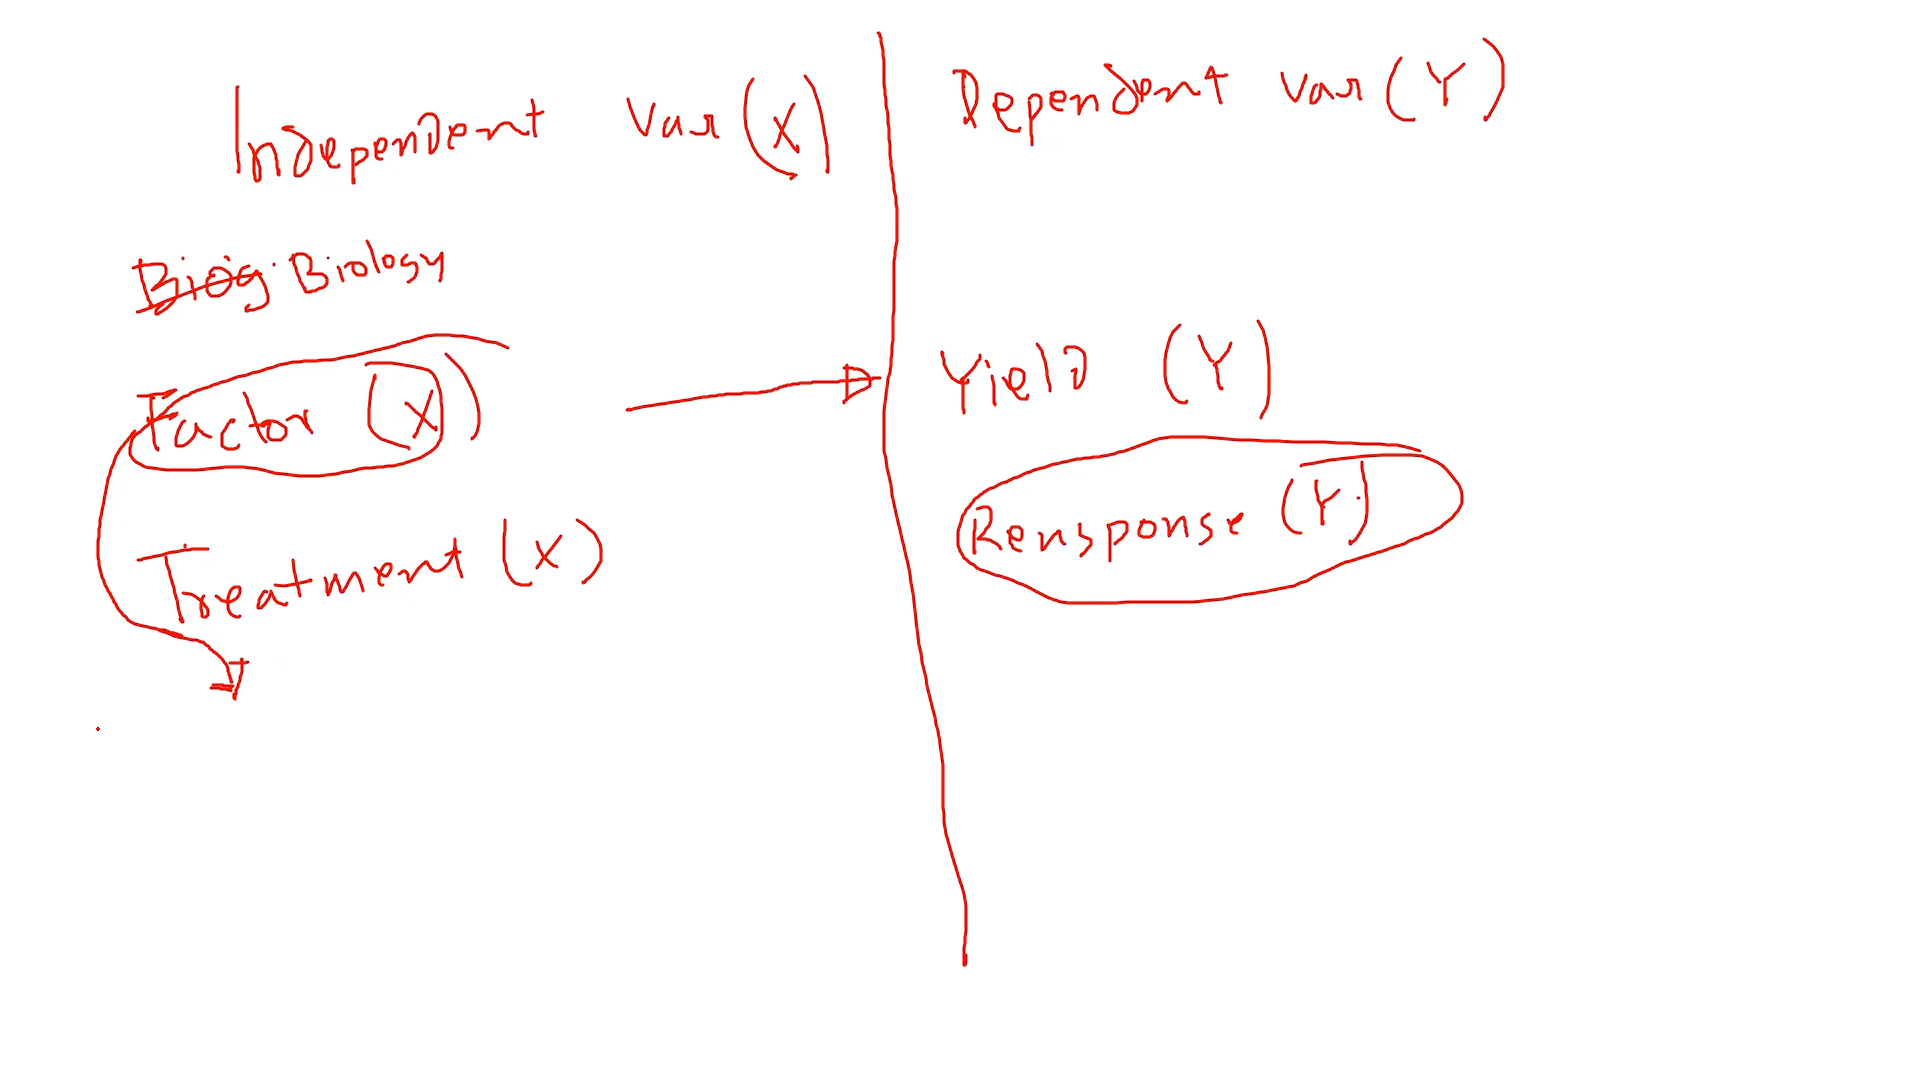 Independent Var (X)
Dependent Var (Y)
Biog Biology
Factor (X)
Yield (Y)
Rensponse (Y)
Treatment (X)